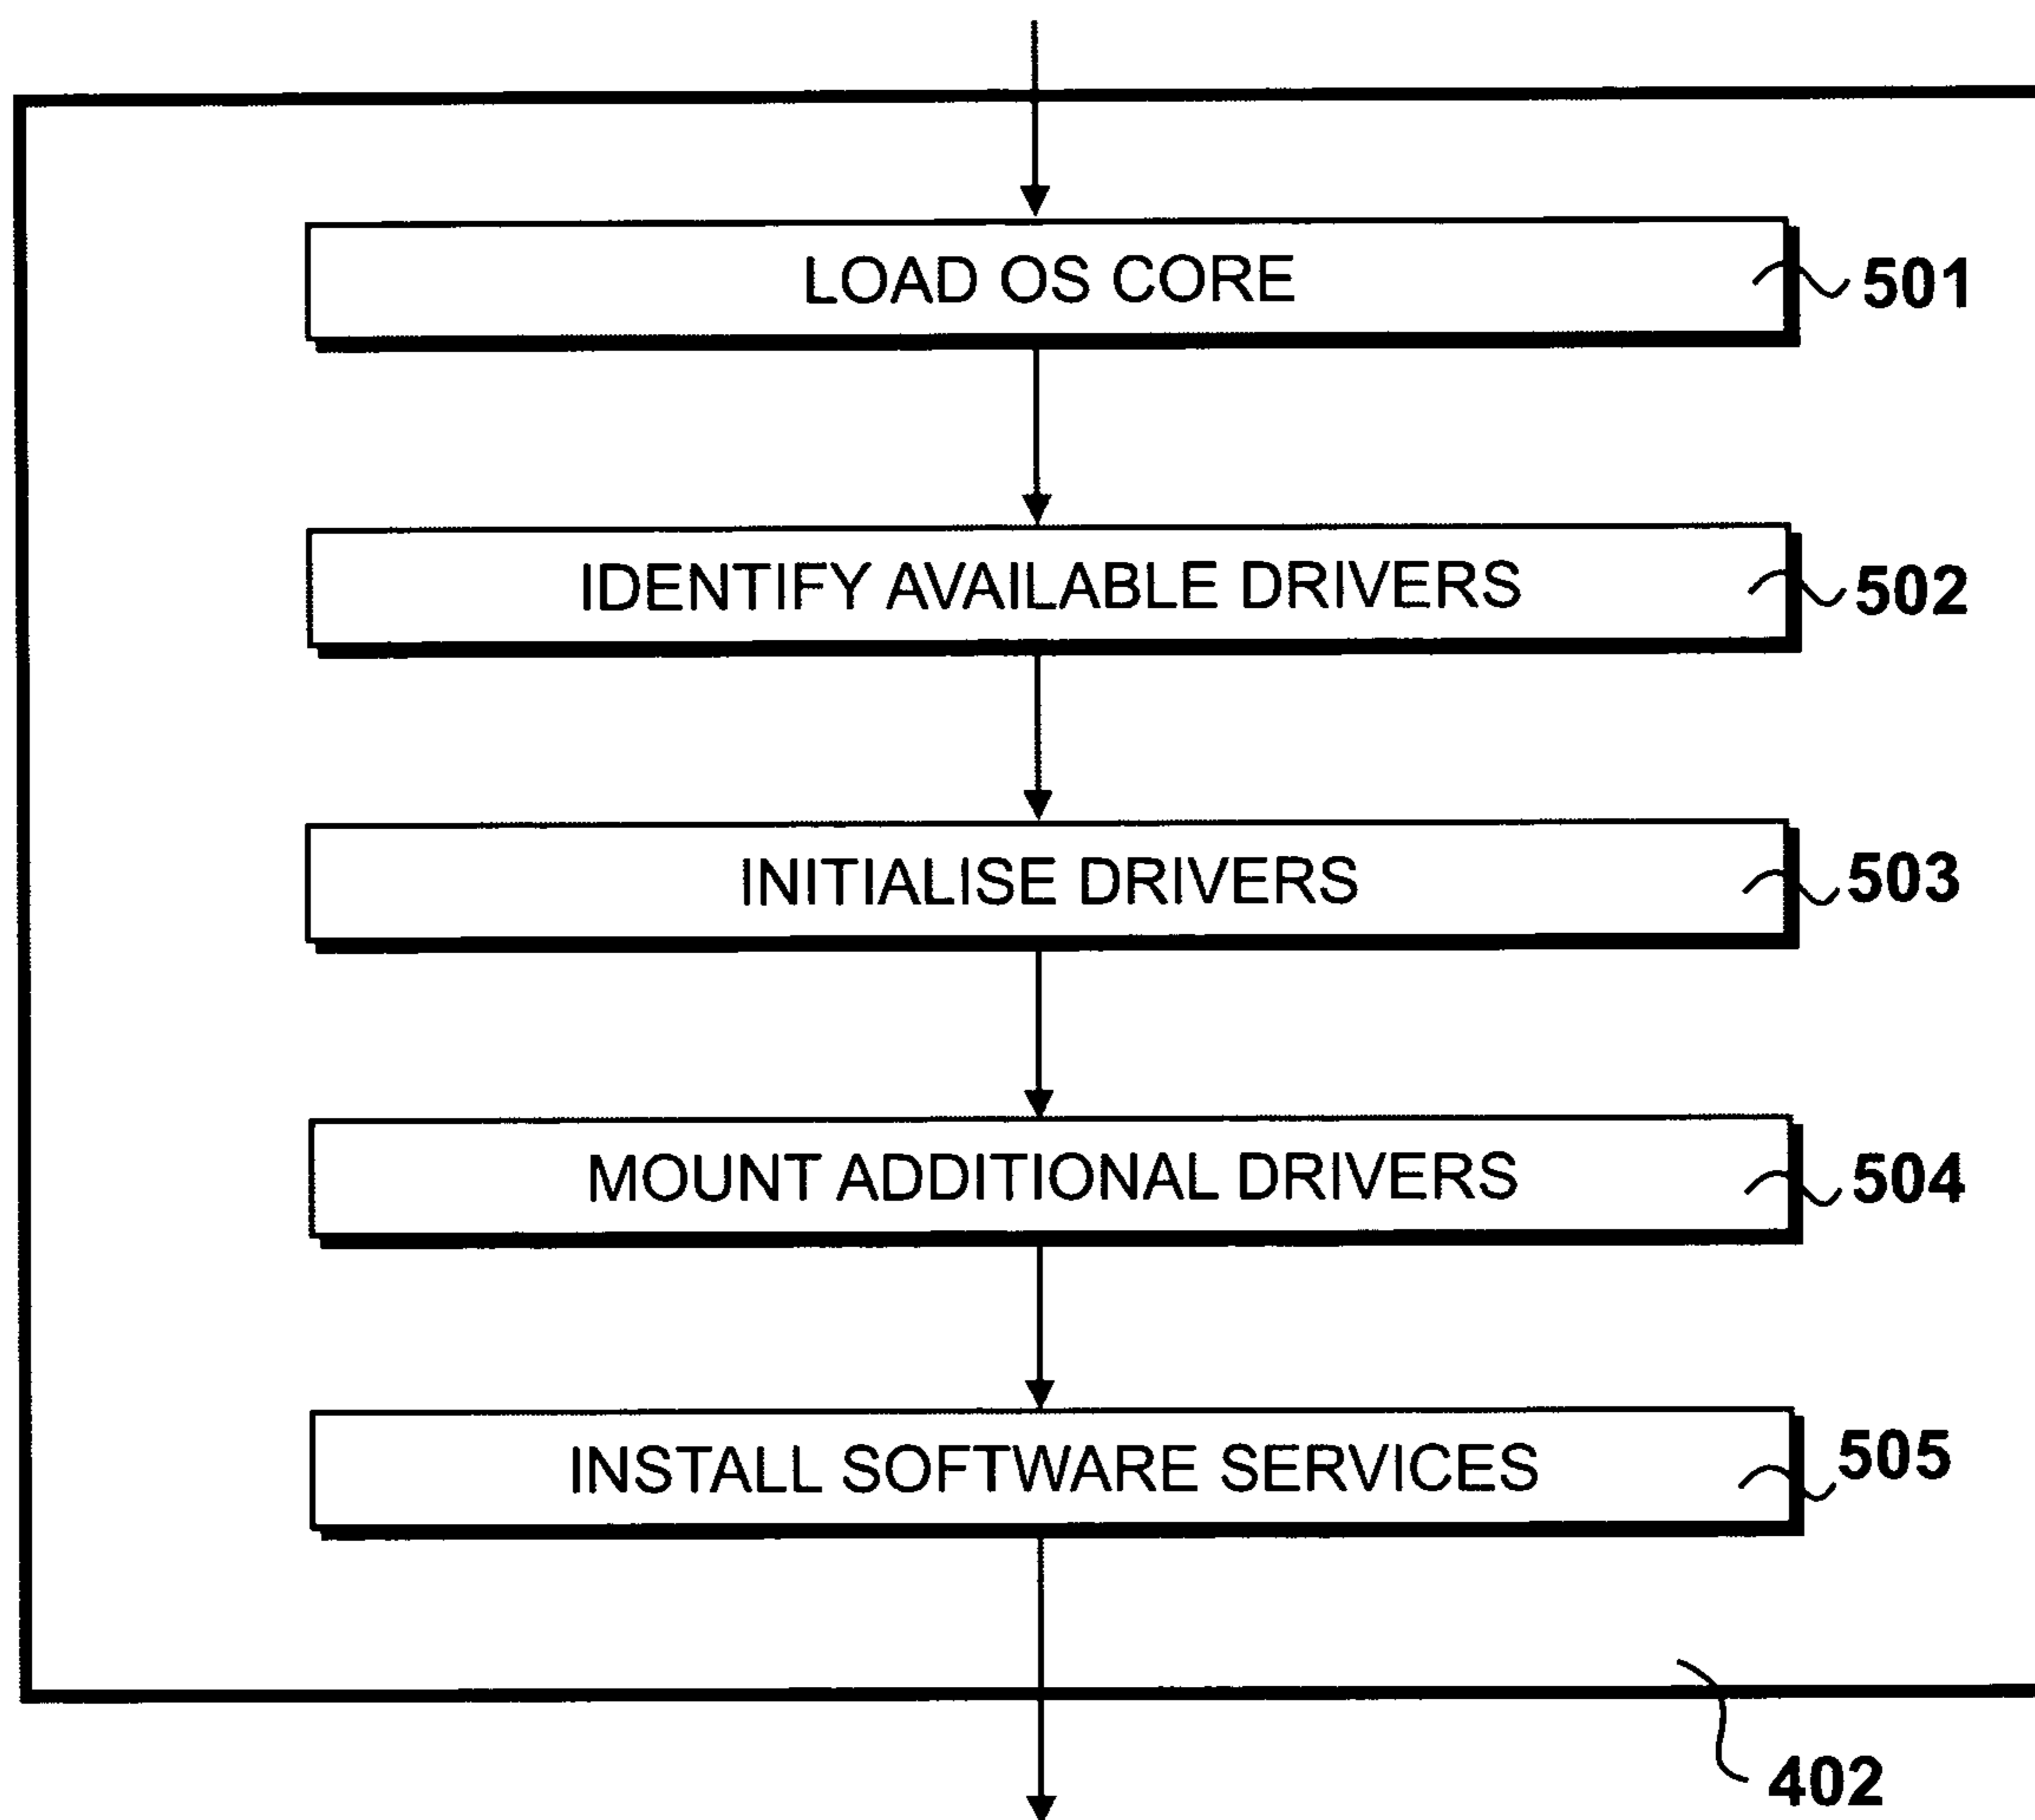 LOAD OS CORE
501
IDENTIFY AVAILABLE DRIVERS
502
INITIALISE DRIVERS
503
MOUNT ADDITIONAL DRIVERS
504
INSTALL SOFTWARE SERVICES
505
402